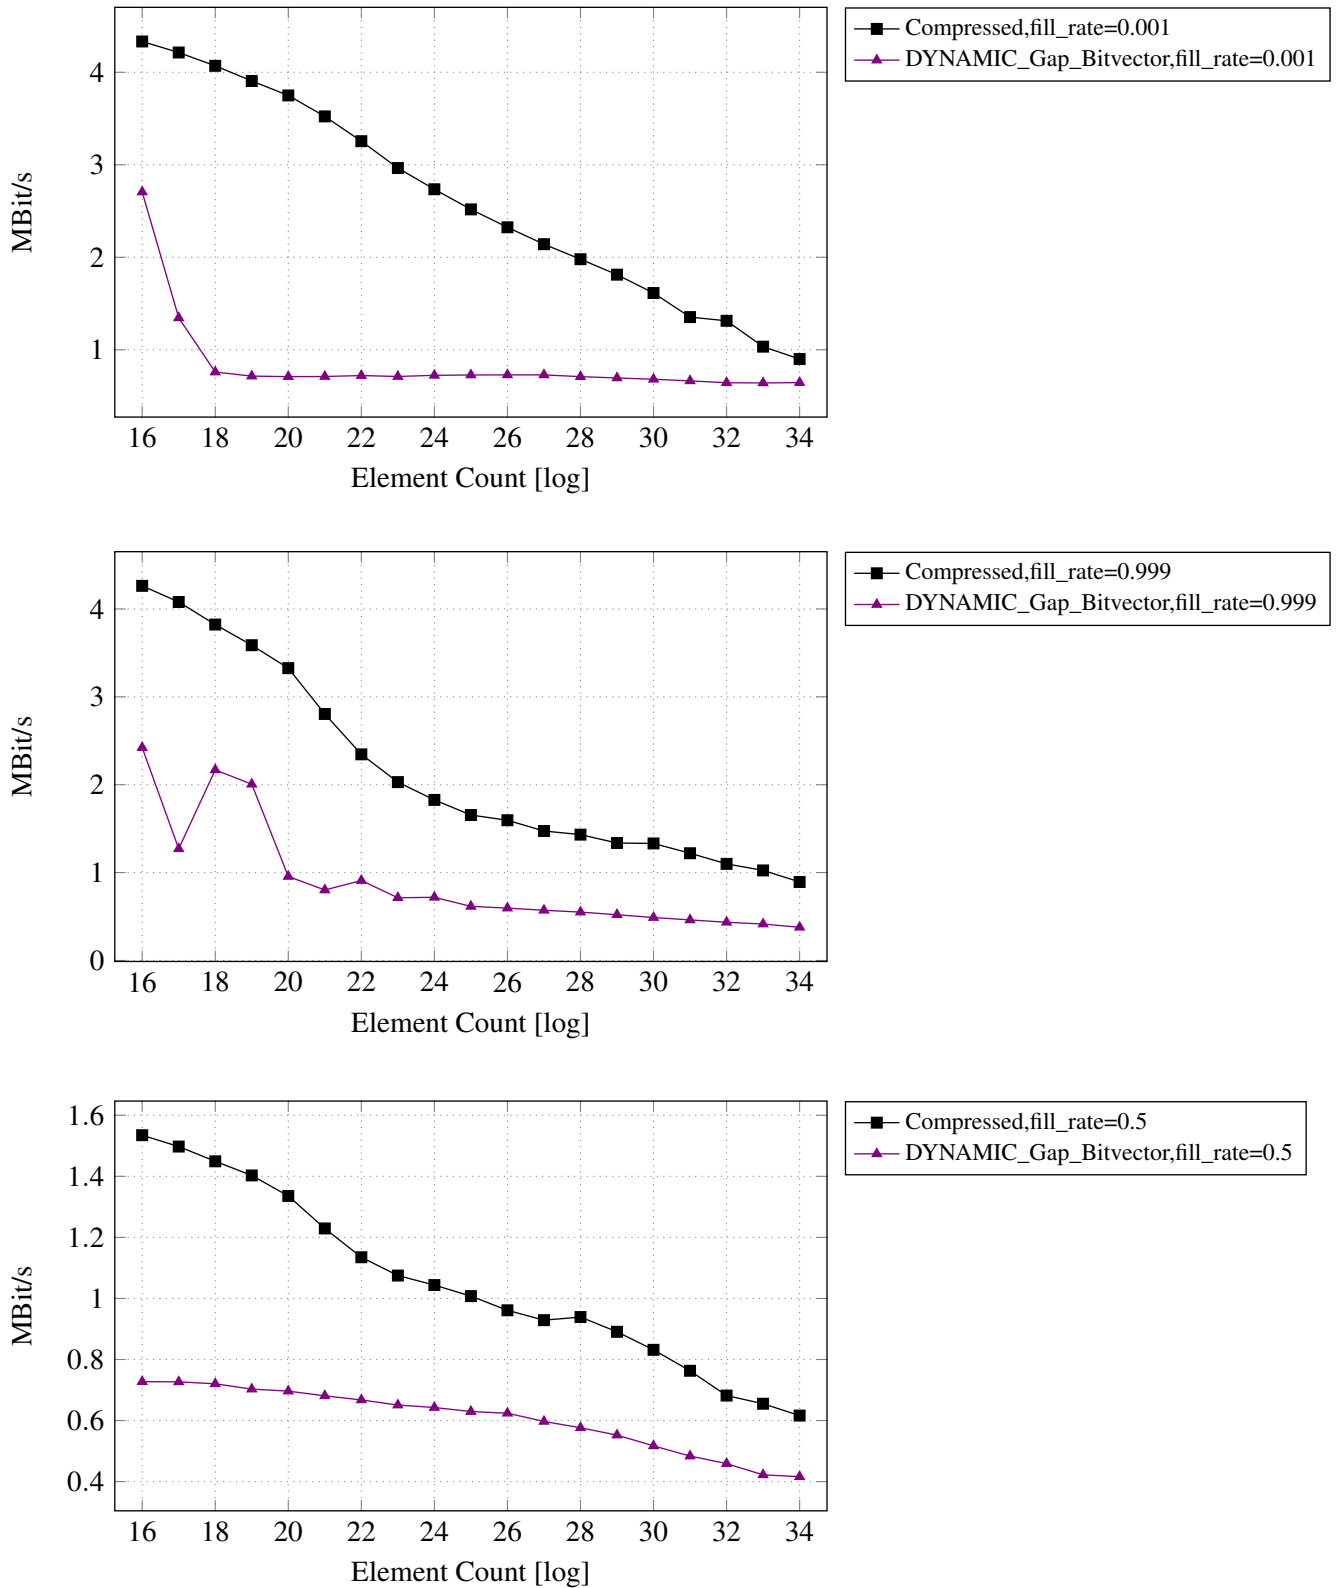 Compressed,fill_rate=0.001
DYNAMIC_Gap_Bitvector,fill_rate=0.001
MBit/s
4
3
2
1
16 18 20 22 24 26 28 30 32 34
Element Count [log]
Compressed,fill_rate=0.999
DYNAMIC_Gap_Bitvector,fill_rate=0.999
MBit/s
4
3
2
1
0
16 18 20 22 24 26 28 30 32 34
Element Count [log]
Compressed,fill_rate=0.5
DYNAMIC_Gap_Bitvector,fill_rate=0.5
MBit/s
1.6
1.4
1.2
1
0.8
0.6
0.4
16 18 20 22 24 26 28 30 32 34
Element Count [log]